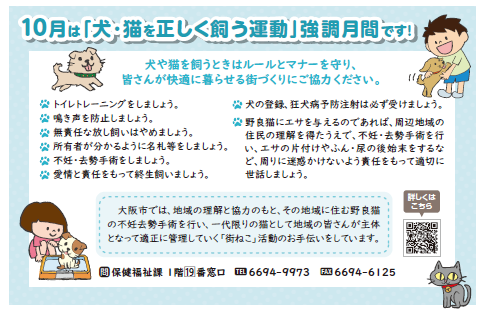 10月は「犬・猫を正しく飼う運動」強調月間です!
犬や猫を飼うときはルールとマナーを守り、
皆さんが快適に暮らせる街づくりにご協力ください。
トイレトレーニングをしましょう。
鳴き声を防止しましょう。
無責任な放し飼いはやめましょう。
所有者が分かるように名札等をしましょう。
不妊・去勢手術をしましょう。
愛情と責任をもって終生飼いましょう。
犬の登録、狂犬病予防注射は必ず受けましょう。
野良猫にエサを与えるのであれば、周辺地域の
住民の理解を得たうえで、不妊・去勢手術を行
い、エサの片付けやふん・尿の後始末をするな
ど、周りに迷惑かけないよう責任をもって適切に
世話しましょう。
大阪市では、地域の理解と協力のもと、その地域に住む野良猫
の不妊去勢手術を行い、一代限りの猫として地域の皆さんが主体
となって適正に管理していく「街ねこ」活動のお手伝いをしています。
詳しくは
こちら
問 保健福祉課 1階19番窓口 TEL 6694-9973 FAX 6694-6125